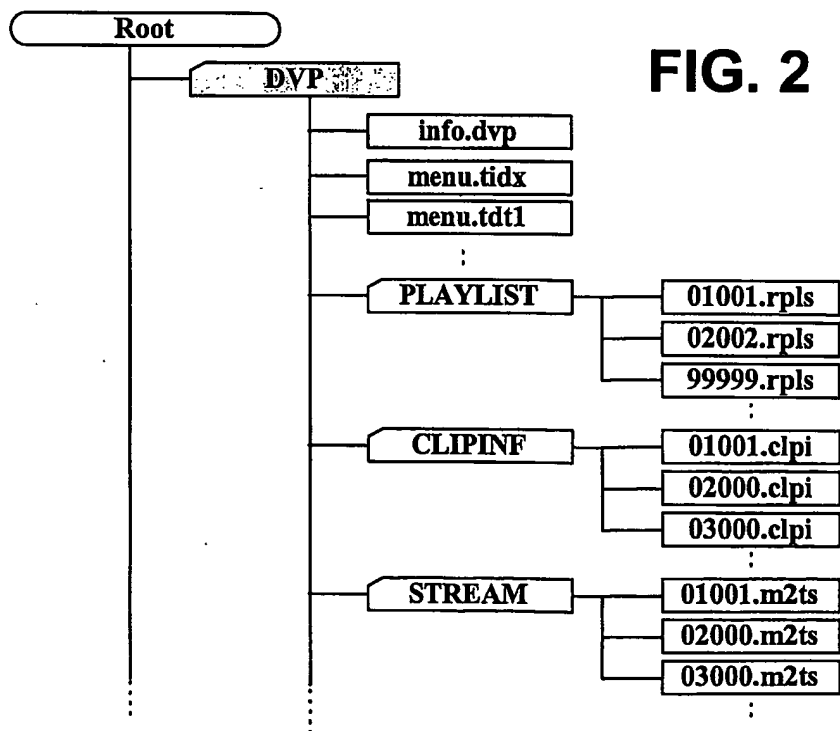 Root
FIG. 2
DVP
info.dvp
menu.tidx
menu.tdt1
PLAYLIST
01001.rpls
02002.rpls
99999.rpls
CLIPINF
01001.clpi
02000.clpi
03000.clpi
STREAM
01001.m2ts
02000.m2ts
03000.m2ts